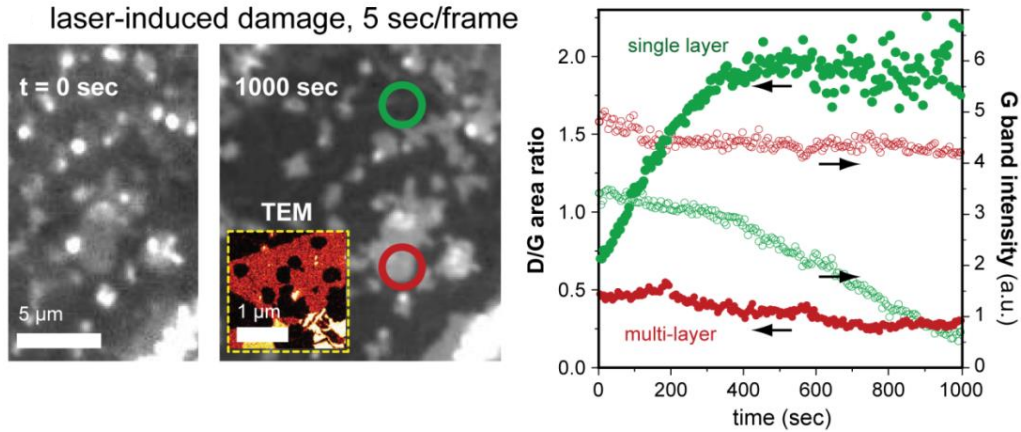 laser-induced damage, 5 sec/frame
t = 0 sec
5 µm
1000 sec
TEM
1 µm
D/G area ratio
2.0
1.5
1.0
0.5
0.0
single layer
multi-layer
0 200 400 600 800 1000
time (sec)
7
6
5
4
3
2
1
0
G band intensity (a.u.)